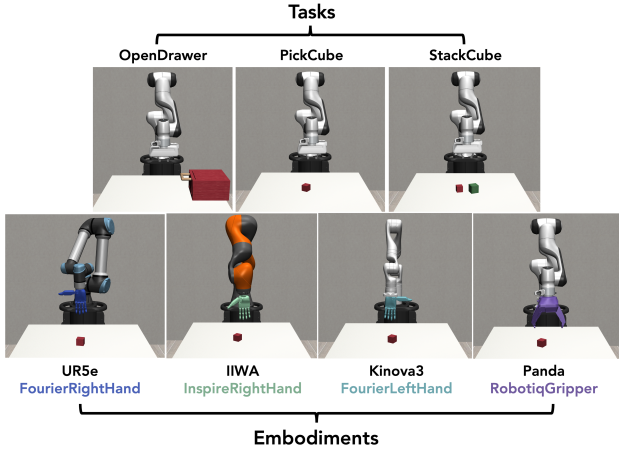 Tasks
OpenDrawer PickCube StackCube
UR5e IIWA Kinova3 Panda
FourierRightHand InspireRightHand FourierLeftHand RobotiqGripper
Embodiments